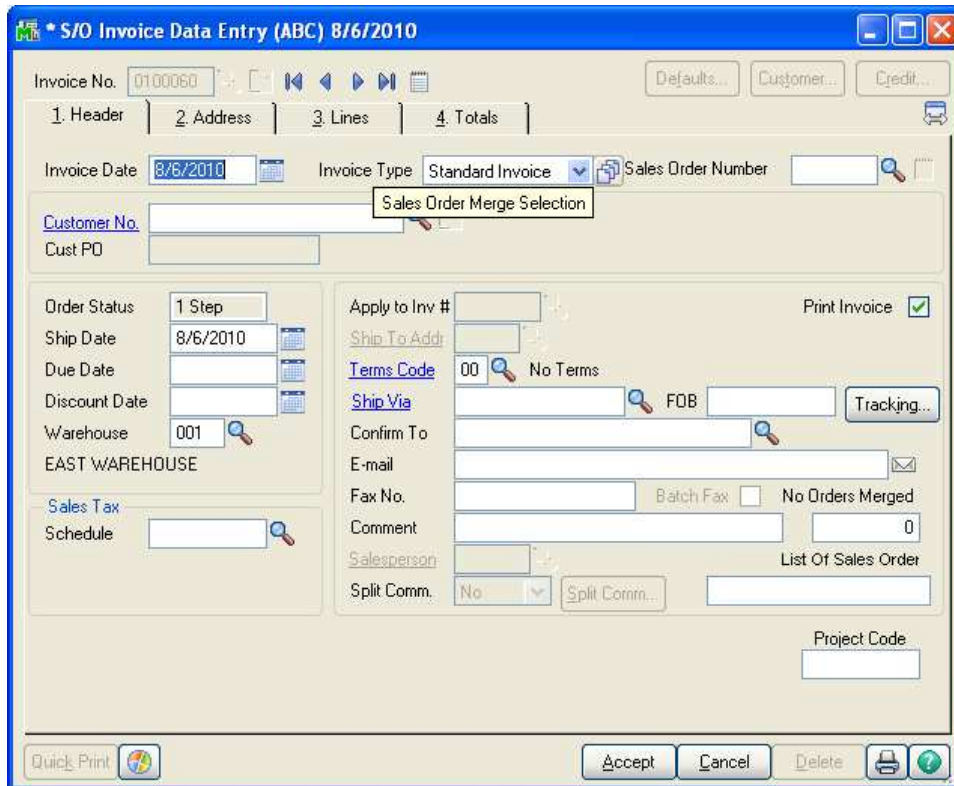 * S/O Invoice Data Entry (ABC) 8/6/2010
Invoice No. 0100060 Defaults... Customer... Credit...
1. Header 2. Address 3. Lines 4. Totals
Invoice Date 8/6/2010 Invoice Type Standard Invoice Sales Order Number
Sales Order Merge Selection
Customer No.
Cust PO
Order Status 1 Step Apply to Inv # Print Invoice
Ship Date 8/6/2010 Ship To Addr
Due Date Terms Code 00 No Terms
Discount Date Ship Via FOB Tracking...
Warehouse 001 Confirm To
EAST WAREHOUSE E-mail
Sales Tax Fax No. Batch Fax No Orders Merged
Schedule Comment 0
Salesperson List Of Sales Order
Split Comm. No Split Comm...
Project Code
Quick Print Accept Cancel Delete